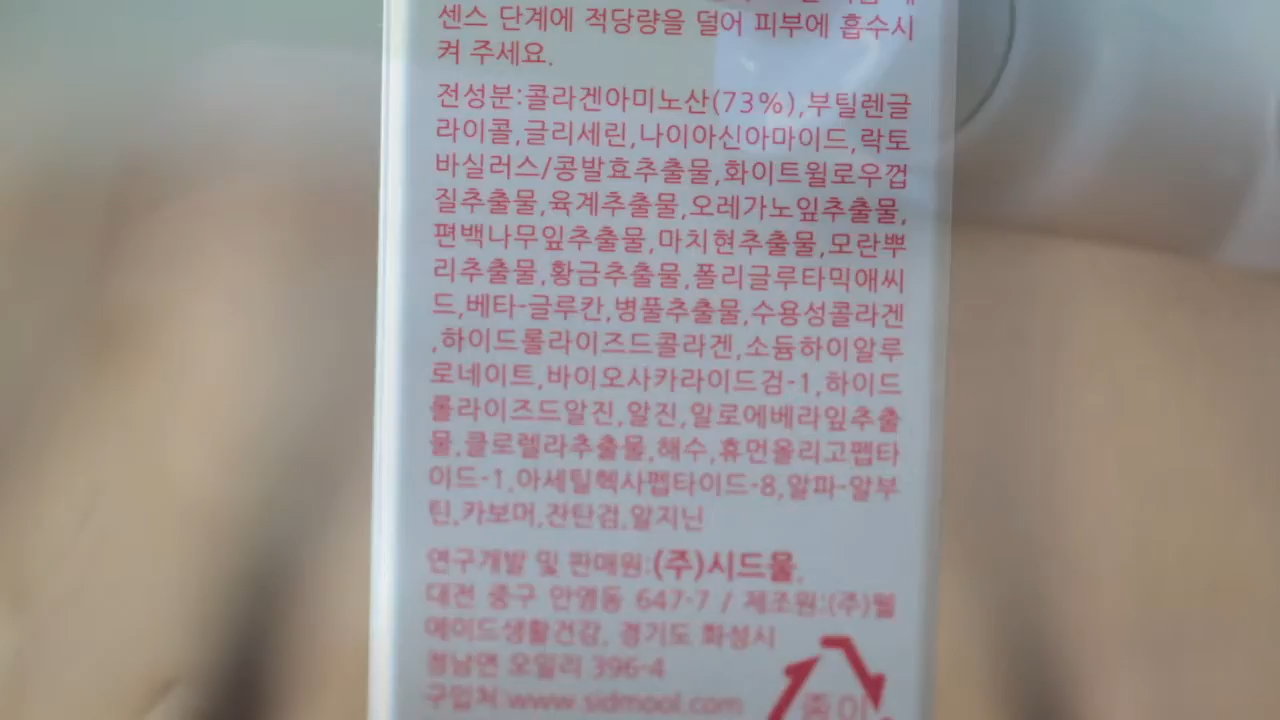 센스 단계에 적당량을 덜어 피부에 흡수시
켜 주세요.
전성분:콜라겐아미노산(73%),부틸렌글
라이콜,글리세린,나이아신아마이드,락토
바실러스/콩발효추출물,화이트윌로우껍
질추출물,육계추출물,오레가노잎추출물,
편백나무잎추출물,마치현추출물,모란뿌
리추출물,황금추출물,폴리글루타믹애씨
드,베타-글루칸,병풀추출물,수용성콜라겐
,하이드롤라이즈드콜라겐,소듐하이알루
로네이트,바이오사카라이드검-1,하이드
롤라이즈드알진,알진,알로에베라잎추출
물,클로렐라추출물,해수,휴먼올리고펩타
이드-1,아세틸헥사펩타이드-8,알파-알부
틴,카보머,잔탄검,알지닌
연구개발 및 판매원:(주)시드물,
대전 중구 안영동 647-7 / 제조원:(주)웰
메이드생활건강, 경기도 화성시
정남면 오일리 396-4
구입처:www.sidmool.com
종이